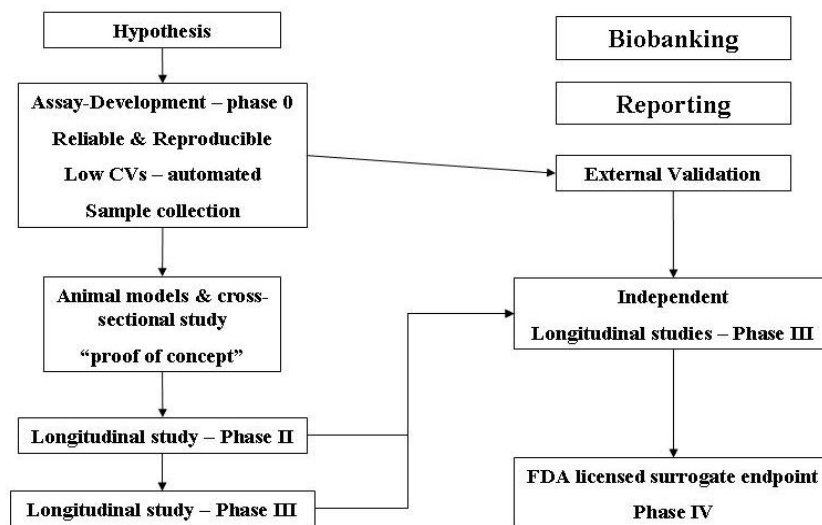 Hypothesis
Assay-Development – phase 0
Reliable & Reproducible
Low CVs – automated
Sample collection
Animal models & cross-
sectional study
“proof of concept”
Longitudinal study – Phase II
Longitudinal study – Phase III
Biobanking
Reporting
External Validation
Independent
Longitudinal studies – Phase III
FDA licensed surrogate endpoint
Phase IV